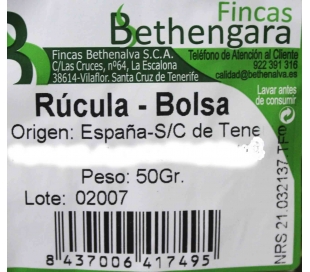 Fincas
Bethengara
Fincas Bethenalva S.C.A.
C/Las Cruces, nº64, La Escalona
38614-Vilaflor. Santa Cruz de Tenerife
Teléfono de Atención al Cliente
922 391 316
calidad@bethenalva.es
Lavar antes
de consumir
Rúcula - Bolsa
Origen: España-S/C de Tene
Peso: 50Gr.
Lote: 02007
8 437006 417495
NRS 21.032137 TF